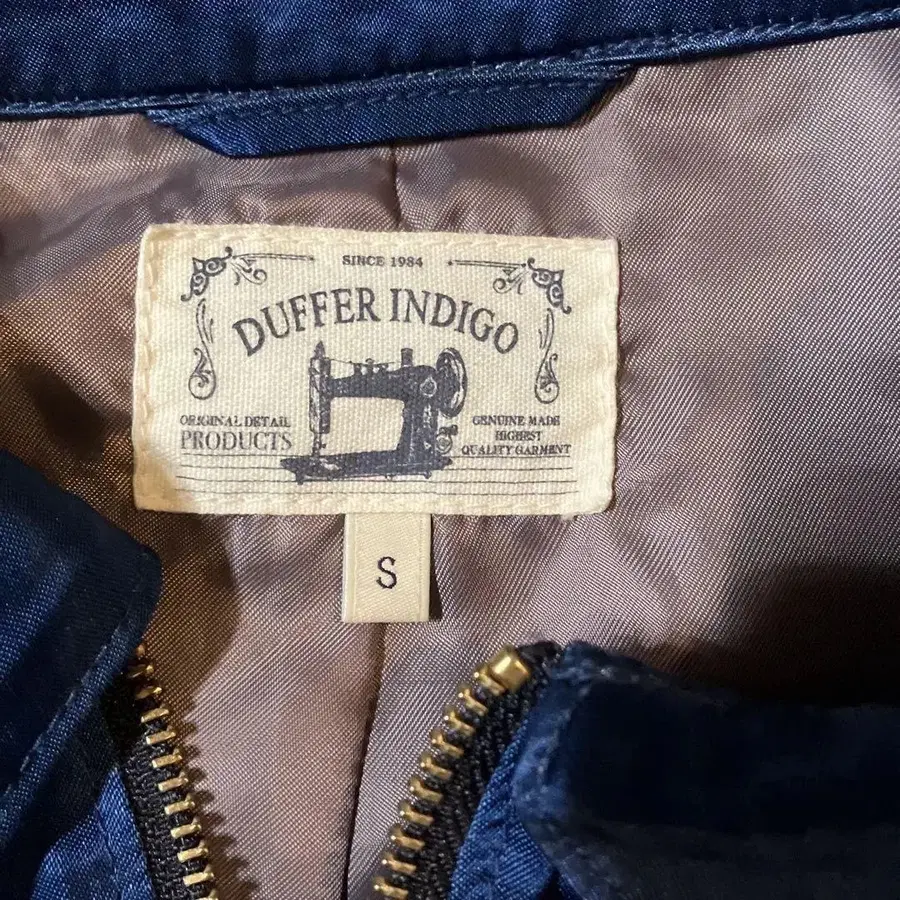 SINCE 1984
DUFFER INDIGO
ORIGINAL DETAIL
PRODUCTS
GENUINE MADE
HIGHEST
QUALITY GARMENT
S